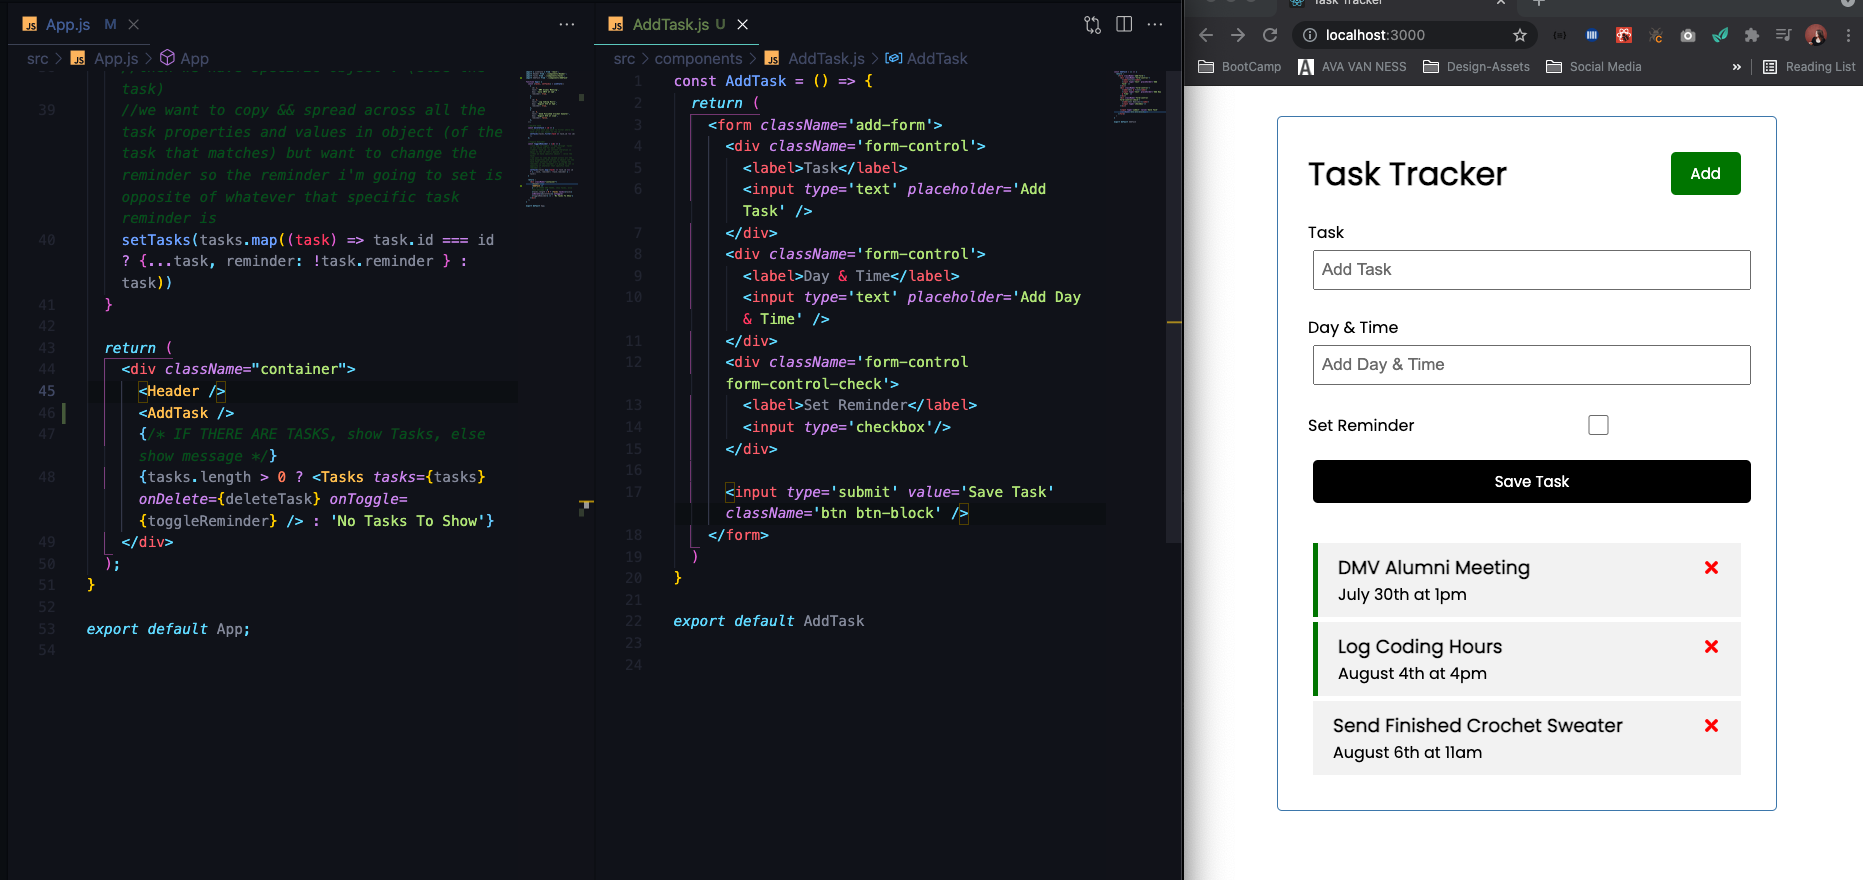 App.js M
src > App.js > App
task)
39 //we want to copy && spread across all the
task properties and values in object (of the
task that matches) but want to change the
reminder so the reminder i'm going to set is
opposite of whatever that specific task
reminder is
40 setTasks(tasks.map((task) => task.id === id
? {...task, reminder: !task.reminder } :
task))
41 }
42
43 return (
44 <div className="container">
45 <Header />
46 <AddTask />
47 {/* IF THERE ARE TASKS, show Tasks, else
show message */}
48 {tasks.length > 0 ? <Tasks tasks={tasks}
onDelete={deleteTask} onToggle=
{toggleReminder} /> : 'No Tasks To Show'}
49 </div>
50 );
51 }
52
53 export default App;
54
AddTask.js U
src > components > AddTask.js > AddTask
1 const AddTask = () => {
2 return (
3 <form className='add-form'>
4 <div className='form-control'>
5 <label>Task</label>
6 <input type='text' placeholder='Add
Task' />
7 </div>
8 <div className='form-control'>
9 <label>Day & Time</label>
10 <input type='text' placeholder='Add Day
& Time' />
11 </div>
12 <div className='form-control
form-control-check'>
13 <label>Set Reminder</label>
14 <input type='checkbox'/>
15 </div>
16
17 <input type='submit' value='Save Task'
className='btn btn-block' />
18 </form>
19 )
20 }
21
22 export default AddTask
23
24
Task Tracker
localhost:3000
BootCamp AVA VAN NESS Design-Assets Social Media » Reading List
Task Tracker
Add
Task
Add Task
Day & Time
Add Day & Time
Set Reminder
Save Task
DMV Alumni Meeting
July 30th at 1pm
Log Coding Hours
August 4th at 4pm
Send Finished Crochet Sweater
August 6th at 11am